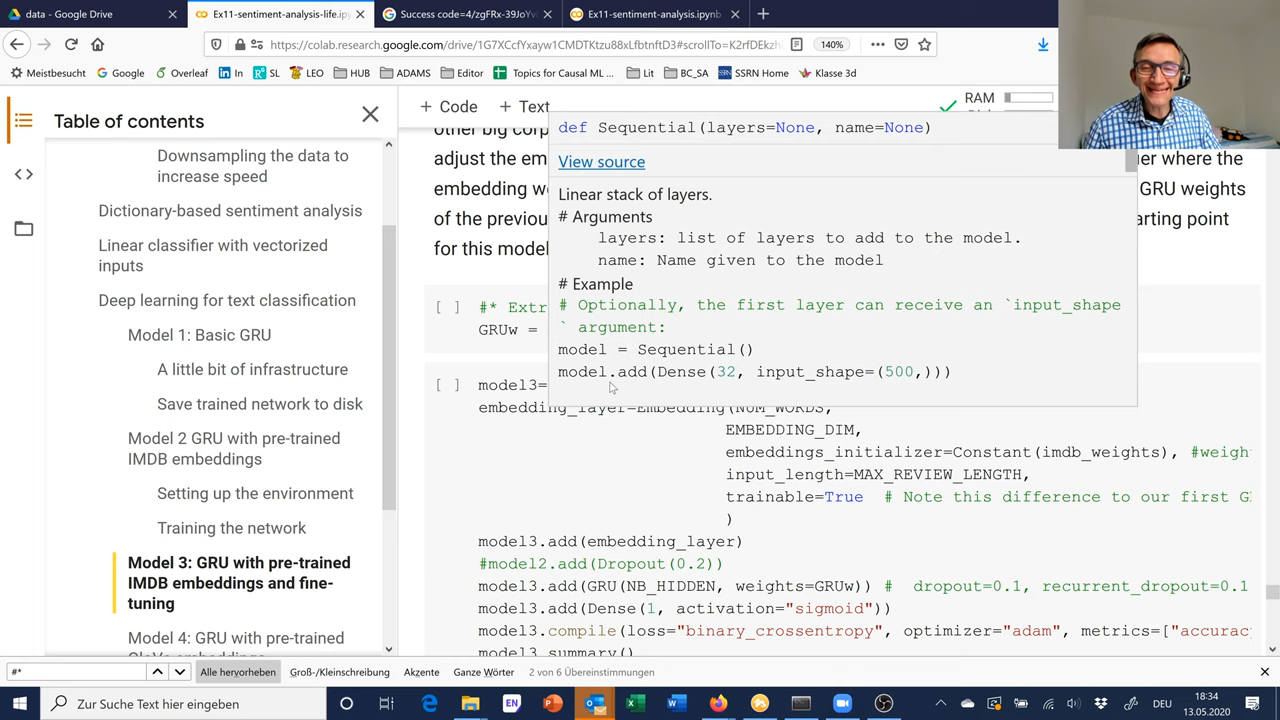 data - Google Drive
Ex11-sentiment-analysis-life.ipy
Success code=4/zgFRx-39JoYv
Ex11-sentiment-analysis.ipynb
https://colab.research.google.com/drive/1G7XCcfYxayw1CMDTKtzu88xLfbtnftD3#scrollTo=K2rfDEkzh
140%
Meistbesucht
Google
Overleaf
In
SL
LEO
HUB
ADAMS
Editor
Topics for Causal ML ...
Lit
BC_SA
SSRN Home
Klasse 3d
Table of contents
+ Code
+ Text
RAM
Downsampling the data to
increase speed
Dictionary-based sentiment analysis
Linear classifier with vectorized
inputs
Deep learning for text classification
Model 1: Basic GRU
A little bit of infrastructure
Save trained network to disk
Model 2 GRU with pre-trained
IMDB embeddings
Setting up the environment
Training the network
Model 3: GRU with pre-trained
IMDB embeddings and fine-
tuning
Model 4: GRU with pre-trained
other big corp
adjust the em
er where the
embedding w
GRU weights
of the previou
arting point
for this model
def Sequential(layers=None, name=None)
View source
Linear stack of layers.
# Arguments
layers: list of layers to add to the model.
name: Name given to the model
# Example
# Optionally, the first layer can receive an `input_shape
` argument:
model = Sequential()
model.add(Dense(32, input_shape=(500,)))
[ ] #* Extr
GRUw =
[ ] model3=
embedding_layer=Embedding(NUM_WORDS,
EMBEDDING_DIM,
embeddings_initializer=Constant(imdb_weights), #weigh
input_length=MAX_REVIEW_LENGTH,
trainable=True # Note this difference to our first G
)
model3.add(embedding_layer)
#model2.add(Dropout(0.2))
model3.add(GRU(NB_HIDDEN, weights=GRUw)) # dropout=0.1, recurrent_dropout=0.1
model3.add(Dense(1, activation="sigmoid"))
model3.compile(loss="binary_crossentropy", optimizer="adam", metrics=["accurac
model3.summary()
#*
Alle hervorheben
Groß-/Kleinschreibung
Akzente
Ganze Wörter
2 von 6 Übereinstimmungen
Zur Suche Text hier eingeben
EN
DEU
18:34
13.05.2020